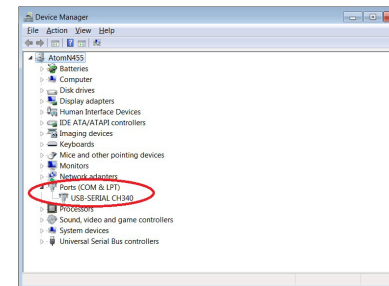 Device Manager
File Action View Help
AtomN455
Batteries
Computer
Disk drives
Display adapters
Human Interface Devices
IDE ATA/ATAPI controllers
Imaging devices
Keyboards
Mice and other pointing devices
Monitors
Network adapters
Ports (COM & LPT)
USB-SERIAL CH340
Processors
Sound, video and game controllers
System devices
Universal Serial Bus controllers